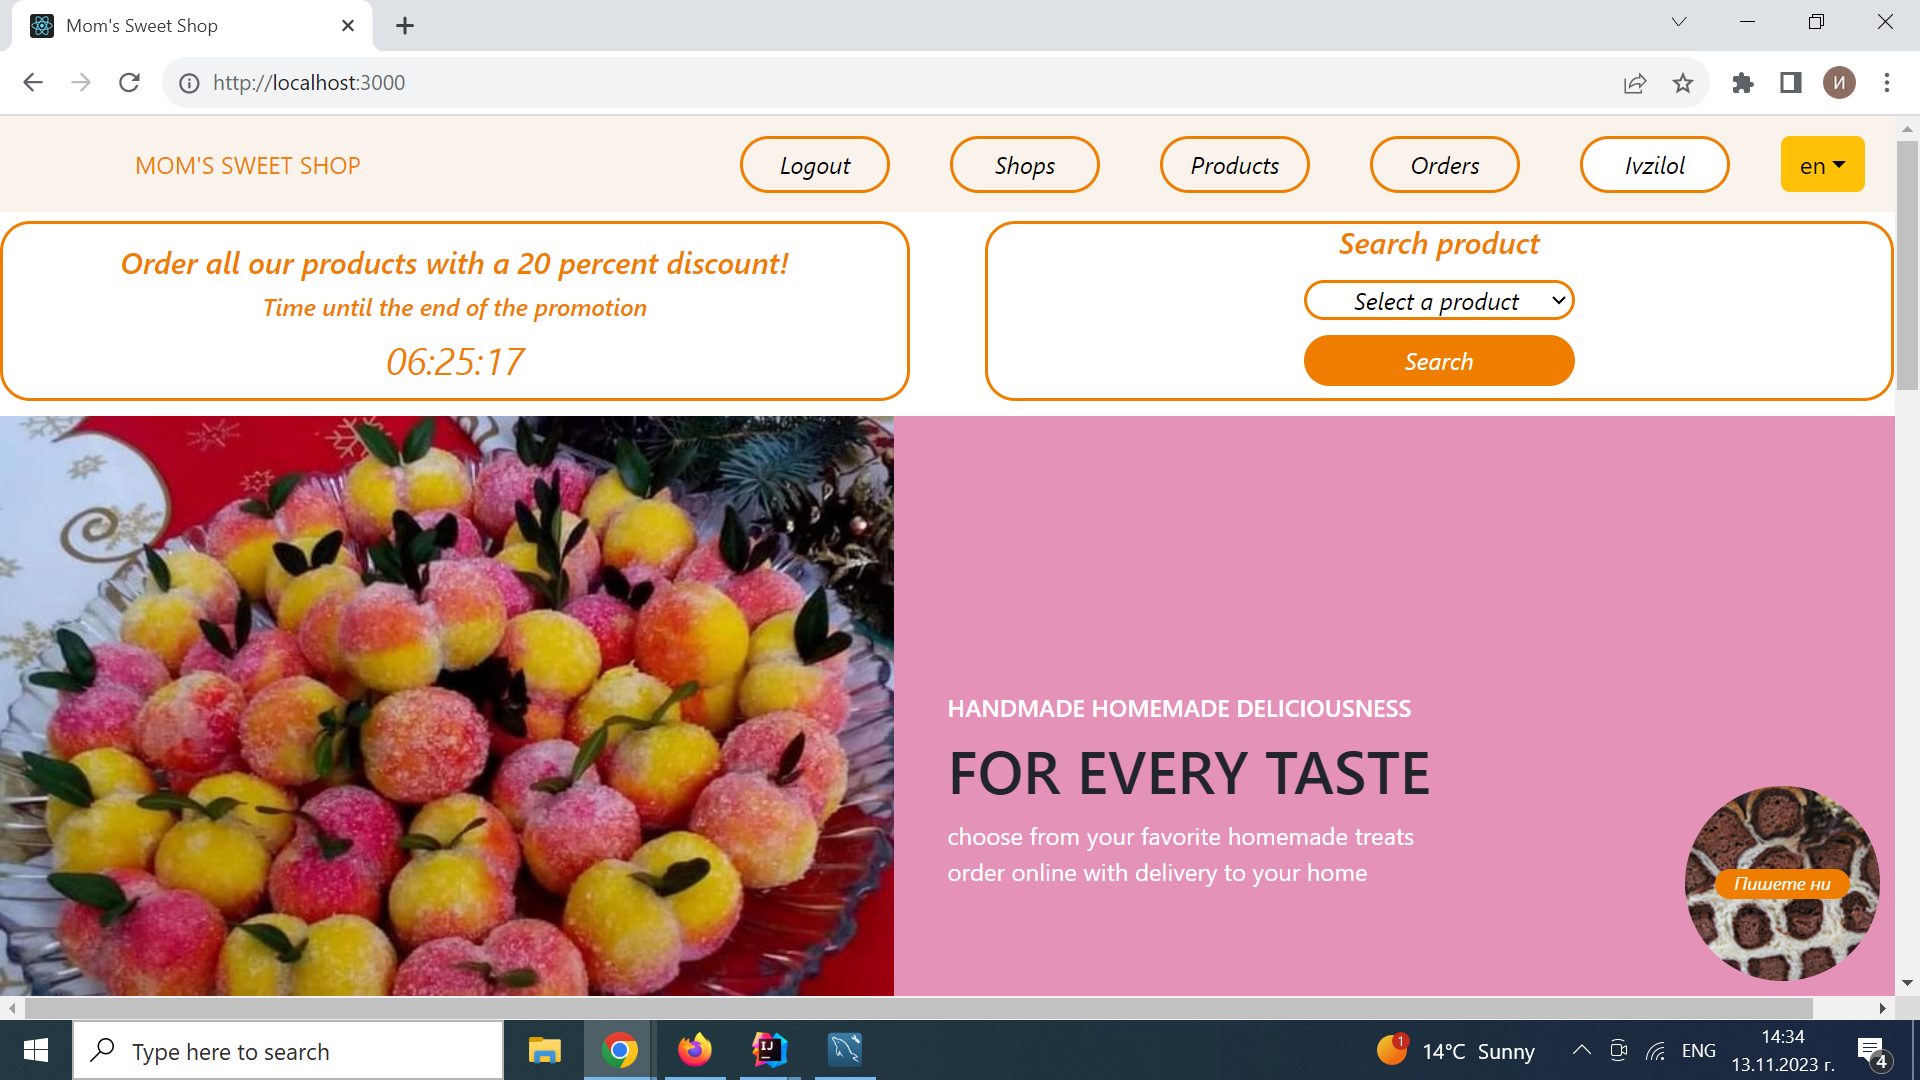 Mom's Sweet Shop
http://localhost:3000
И
MOM'S SWEET SHOP
Logout
Shops
Products
Orders
Ivzilol
en
Order all our products with a 20 percent discount!
Time until the end of the promotion
06:25:17
Search product
Select a product
Search
HANDMADE HOMEMADE DELICIOUSNESS
FOR EVERY TASTE
choose from your favorite homemade treats
order online with delivery to your home
Пишете ни
Type here to search
IJ
1
14°C Sunny
ENG
14:34
13.11.2023 г.
4